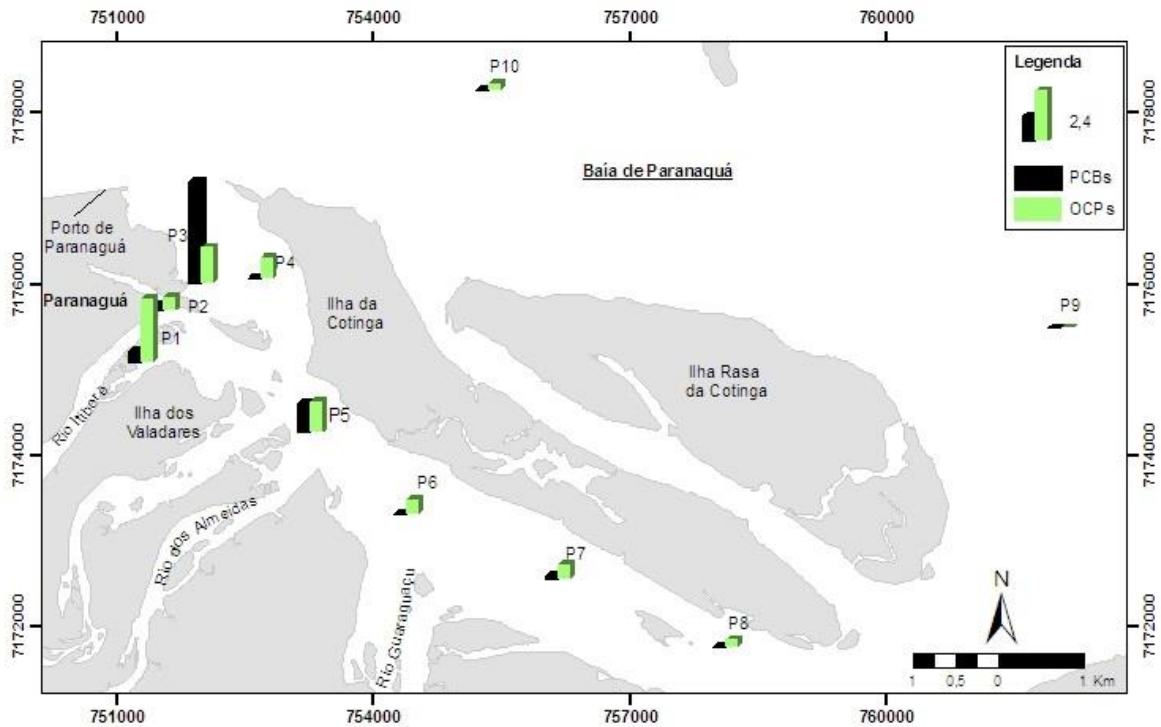 751000
754000
757000
760000
7178000
7176000
7174000
7172000
7178000
7176000
7174000
7172000
P10
Legenda
2,4
PCBs
OCPs
Baía de Paranaguá
Porto de
Paranaguá
P3
P4
Paranaguá
P2
P1
Ilha da
Cotinga
P9
Ilha Rasa
da Cotinga
Rio Itiberê
Ilha dos
Valadares
P5
P6
Rio dos Almeidas
P7
Rio Guaraguaçu
P8
N
1 0,5 0 1 Km
751000
754000
757000
760000